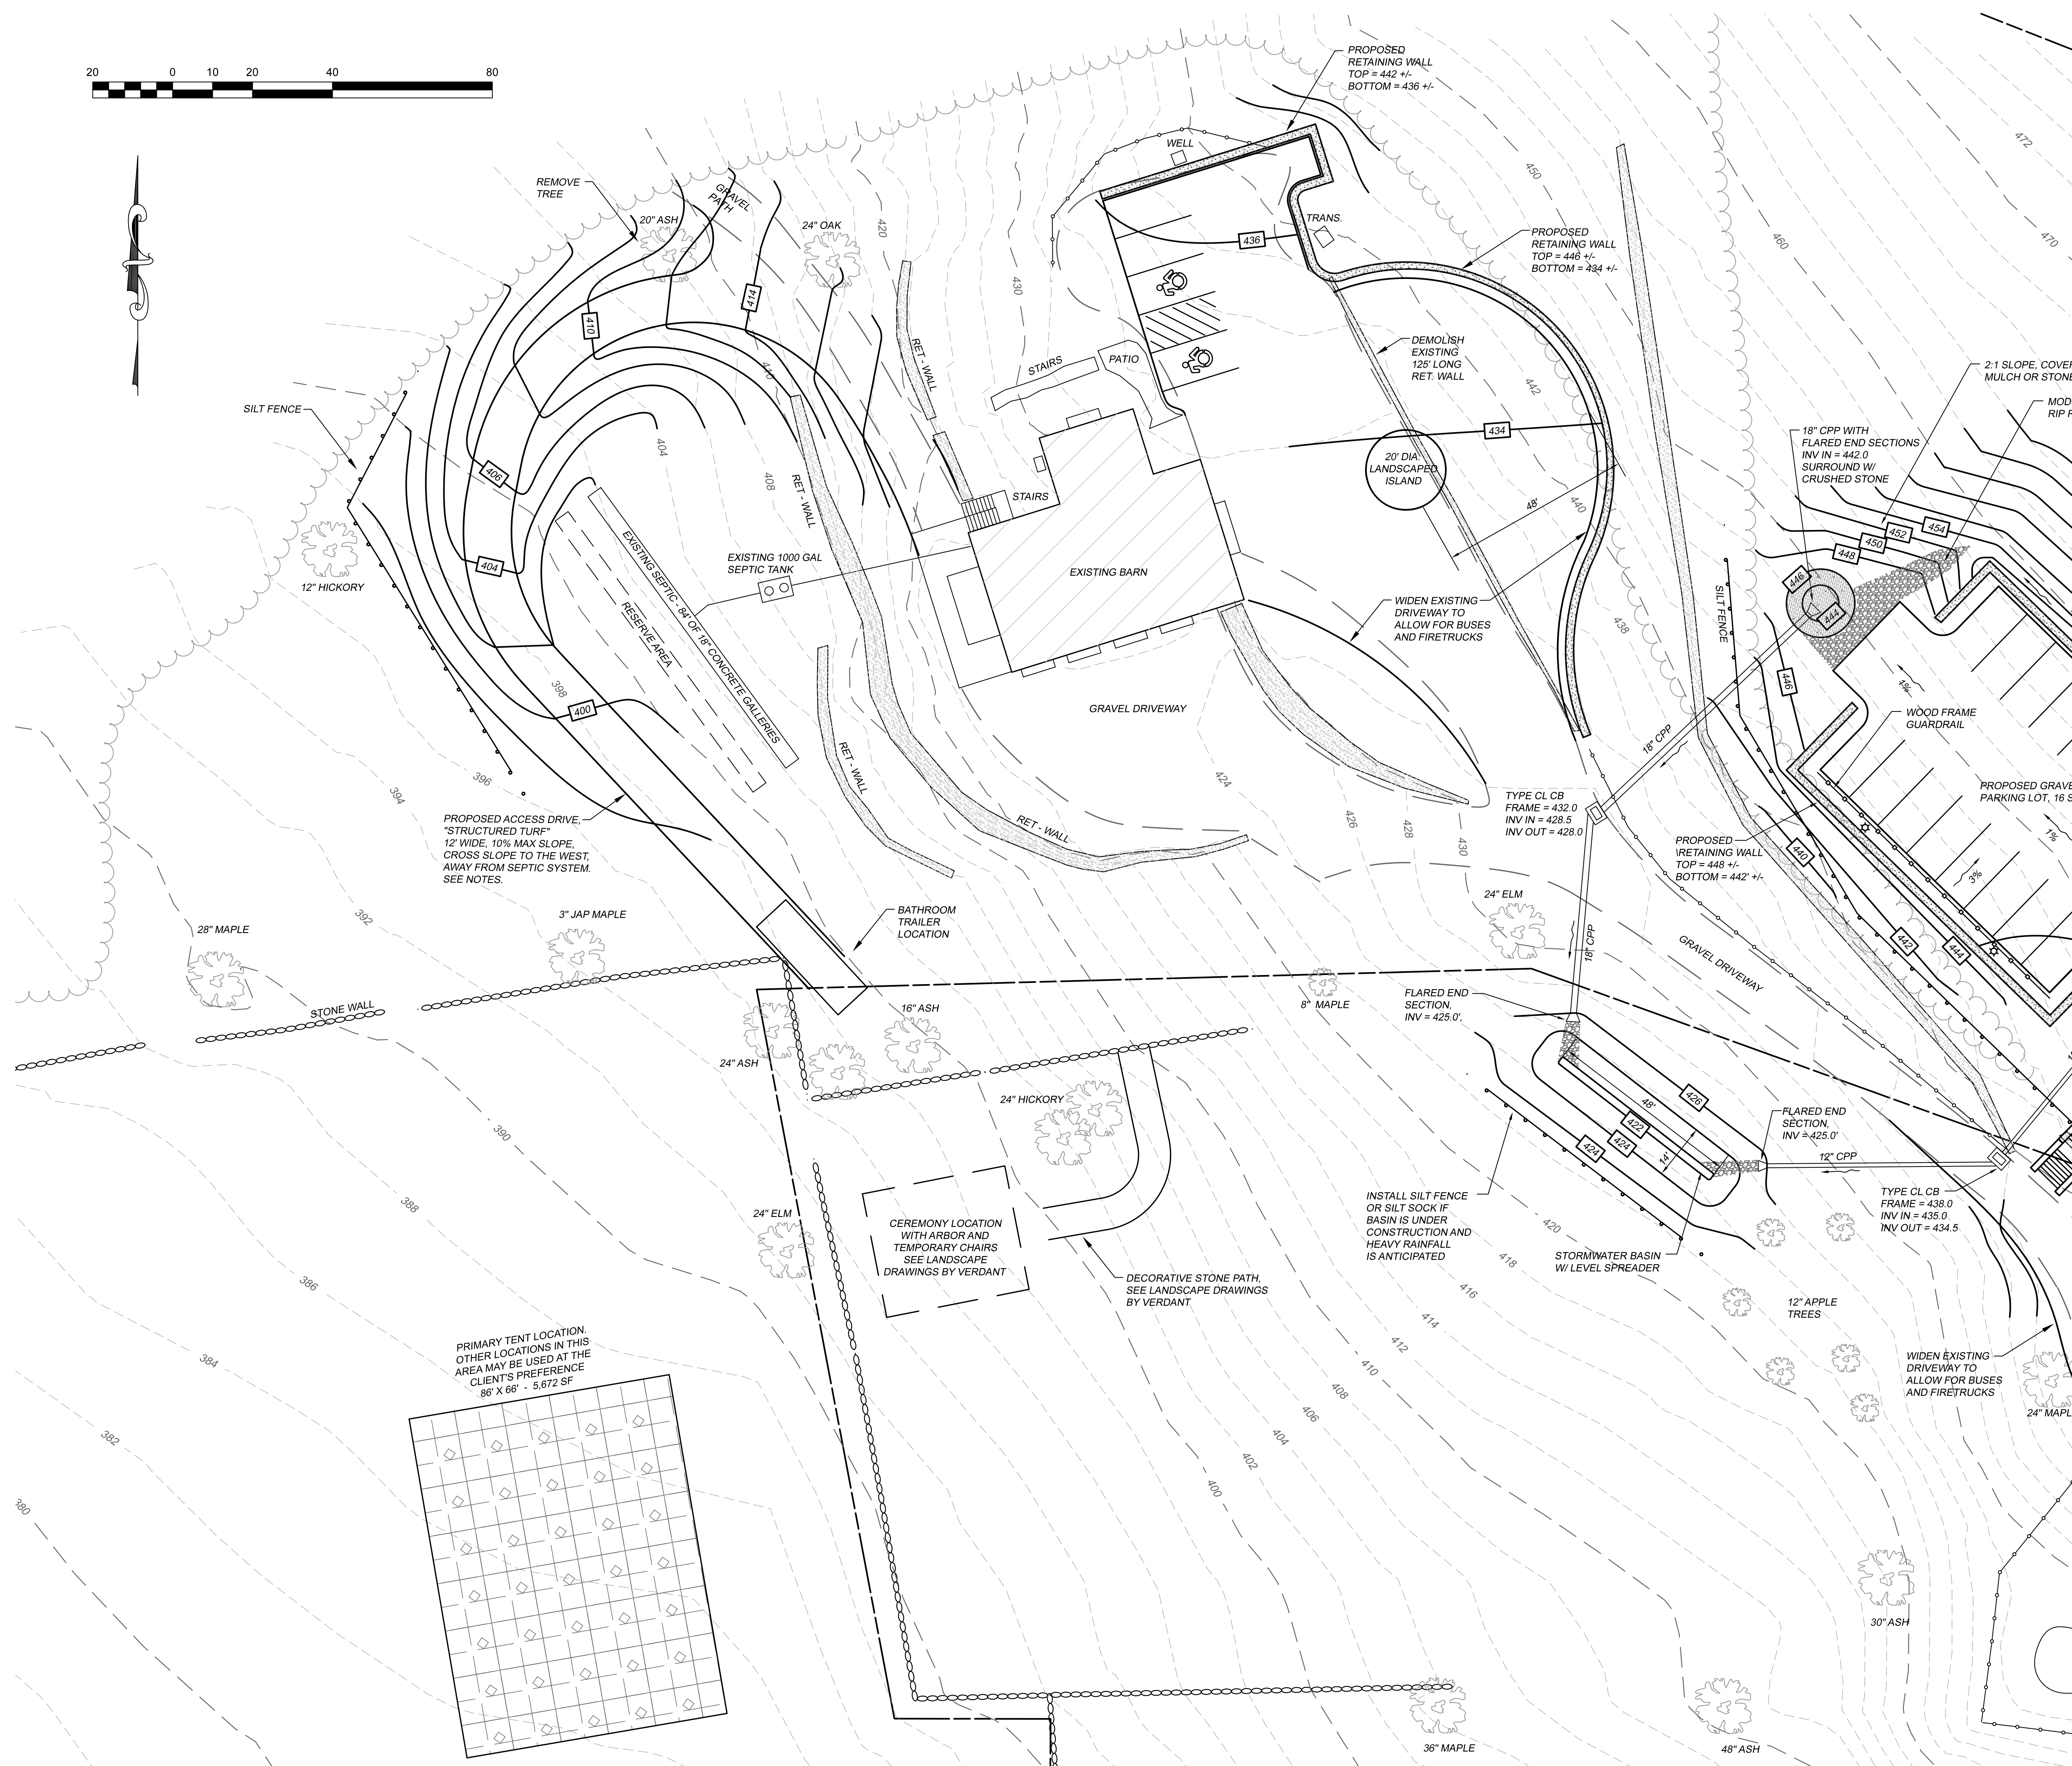 20 0 10 20 40 80
PROPOSED
RETAINING WALL
TOP = 442 +/-
BOTTOM = 436 +/-
WELL
REMOVE
TREE
GRAVEL
PATH
20" ASH
24" OAK
420
430
TRANS.
436
PROPOSED
RETAINING WALL
TOP = 446 +/-
BOTTOM = 434 +/-
450
460
472
470
410
414
410
RET - WALL
STAIRS
PATIO
DEMOLISH
EXISTING
125' LONG
RET. WALL
442
2:1 SLOPE, COVER
MULCH OR STONE
MOD
RIP R
SILT FENCE
404
408
406
404
RET - WALL
STAIRS
434
20' DIA.
LANDSCAPED
ISLAND
48'
440
18" CPP WITH
FLARED END SECTIONS
INV IN = 442.0
SURROUND W/
CRUSHED STONE
454
452
450
448
446
444
12" HICKORY
EXISTING 1000 GAL
SEPTIC TANK
EXISTING BARN
EXISTING SEPTIC - 84' OF 18" CONCRETE GALLERIES
RESERVE AREA
WIDEN EXISTING
DRIVEWAY TO
ALLOW FOR BUSES
AND FIRETRUCKS
438
SILT FENCE
446
1%
398
400
GRAVEL DRIVEWAY
18" CPP
WOOD FRAME
GUARDRAIL
396
394
RET - WALL
RET - WALL
424
426
428
430
TYPE CL CB
FRAME = 432.0
INV IN = 428.5
INV OUT = 428.0
PROPOSED GRAVE
PARKING LOT, 16 S
1%
3%
PROPOSED ACCESS DRIVE,
"STRUCTURED TURF"
12' WIDE, 10% MAX SLOPE,
CROSS SLOPE TO THE WEST,
AWAY FROM SEPTIC SYSTEM.
SEE NOTES.
PROPOSED
RETAINING WALL
TOP = 448 +/-
BOTTOM = 442' +/-
440
442
444
392
28" MAPLE
3" JAP MAPLE
BATHROOM
TRAILER
LOCATION
24" ELM
18" CPP
GRAVEL DRIVEWAY
STONE WALL
16" ASH
24" ASH
8" MAPLE
FLARED END
SECTION,
INV = 425.0'
24" HICKORY
390
48'
426
422
424
424
14'
FLARED END
SECTION,
INV = 425.0'
12" CPP
388
24" ELM
CEREMONY LOCATION
WITH ARBOR AND
TEMPORARY CHAIRS
SEE LANDSCAPE
DRAWINGS BY VERDANT
INSTALL SILT FENCE
OR SILT SOCK IF
BASIN IS UNDER
CONSTRUCTION AND
HEAVY RAINFALL
IS ANTICIPATED
TYPE CL CB
FRAME = 438.0
INV IN = 435.0
INV OUT = 434.5
STORMWATER BASIN
W/ LEVEL SPREADER
DECORATIVE STONE PATH,
SEE LANDSCAPE DRAWINGS
BY VERDANT
420
418
416
414
412
410
408
406
404
402
400
12" APPLE
TREES
386
384
382
380
PRIMARY TENT LOCATION.
OTHER LOCATIONS IN THIS
AREA MAY BE USED AT THE
CLIENT'S PREFERENCE
86' X 66' - 5,672 SF
WIDEN EXISTING
DRIVEWAY TO
ALLOW FOR BUSES
AND FIRETRUCKS
24" MAPL
30" ASH
36" MAPLE
48" ASH